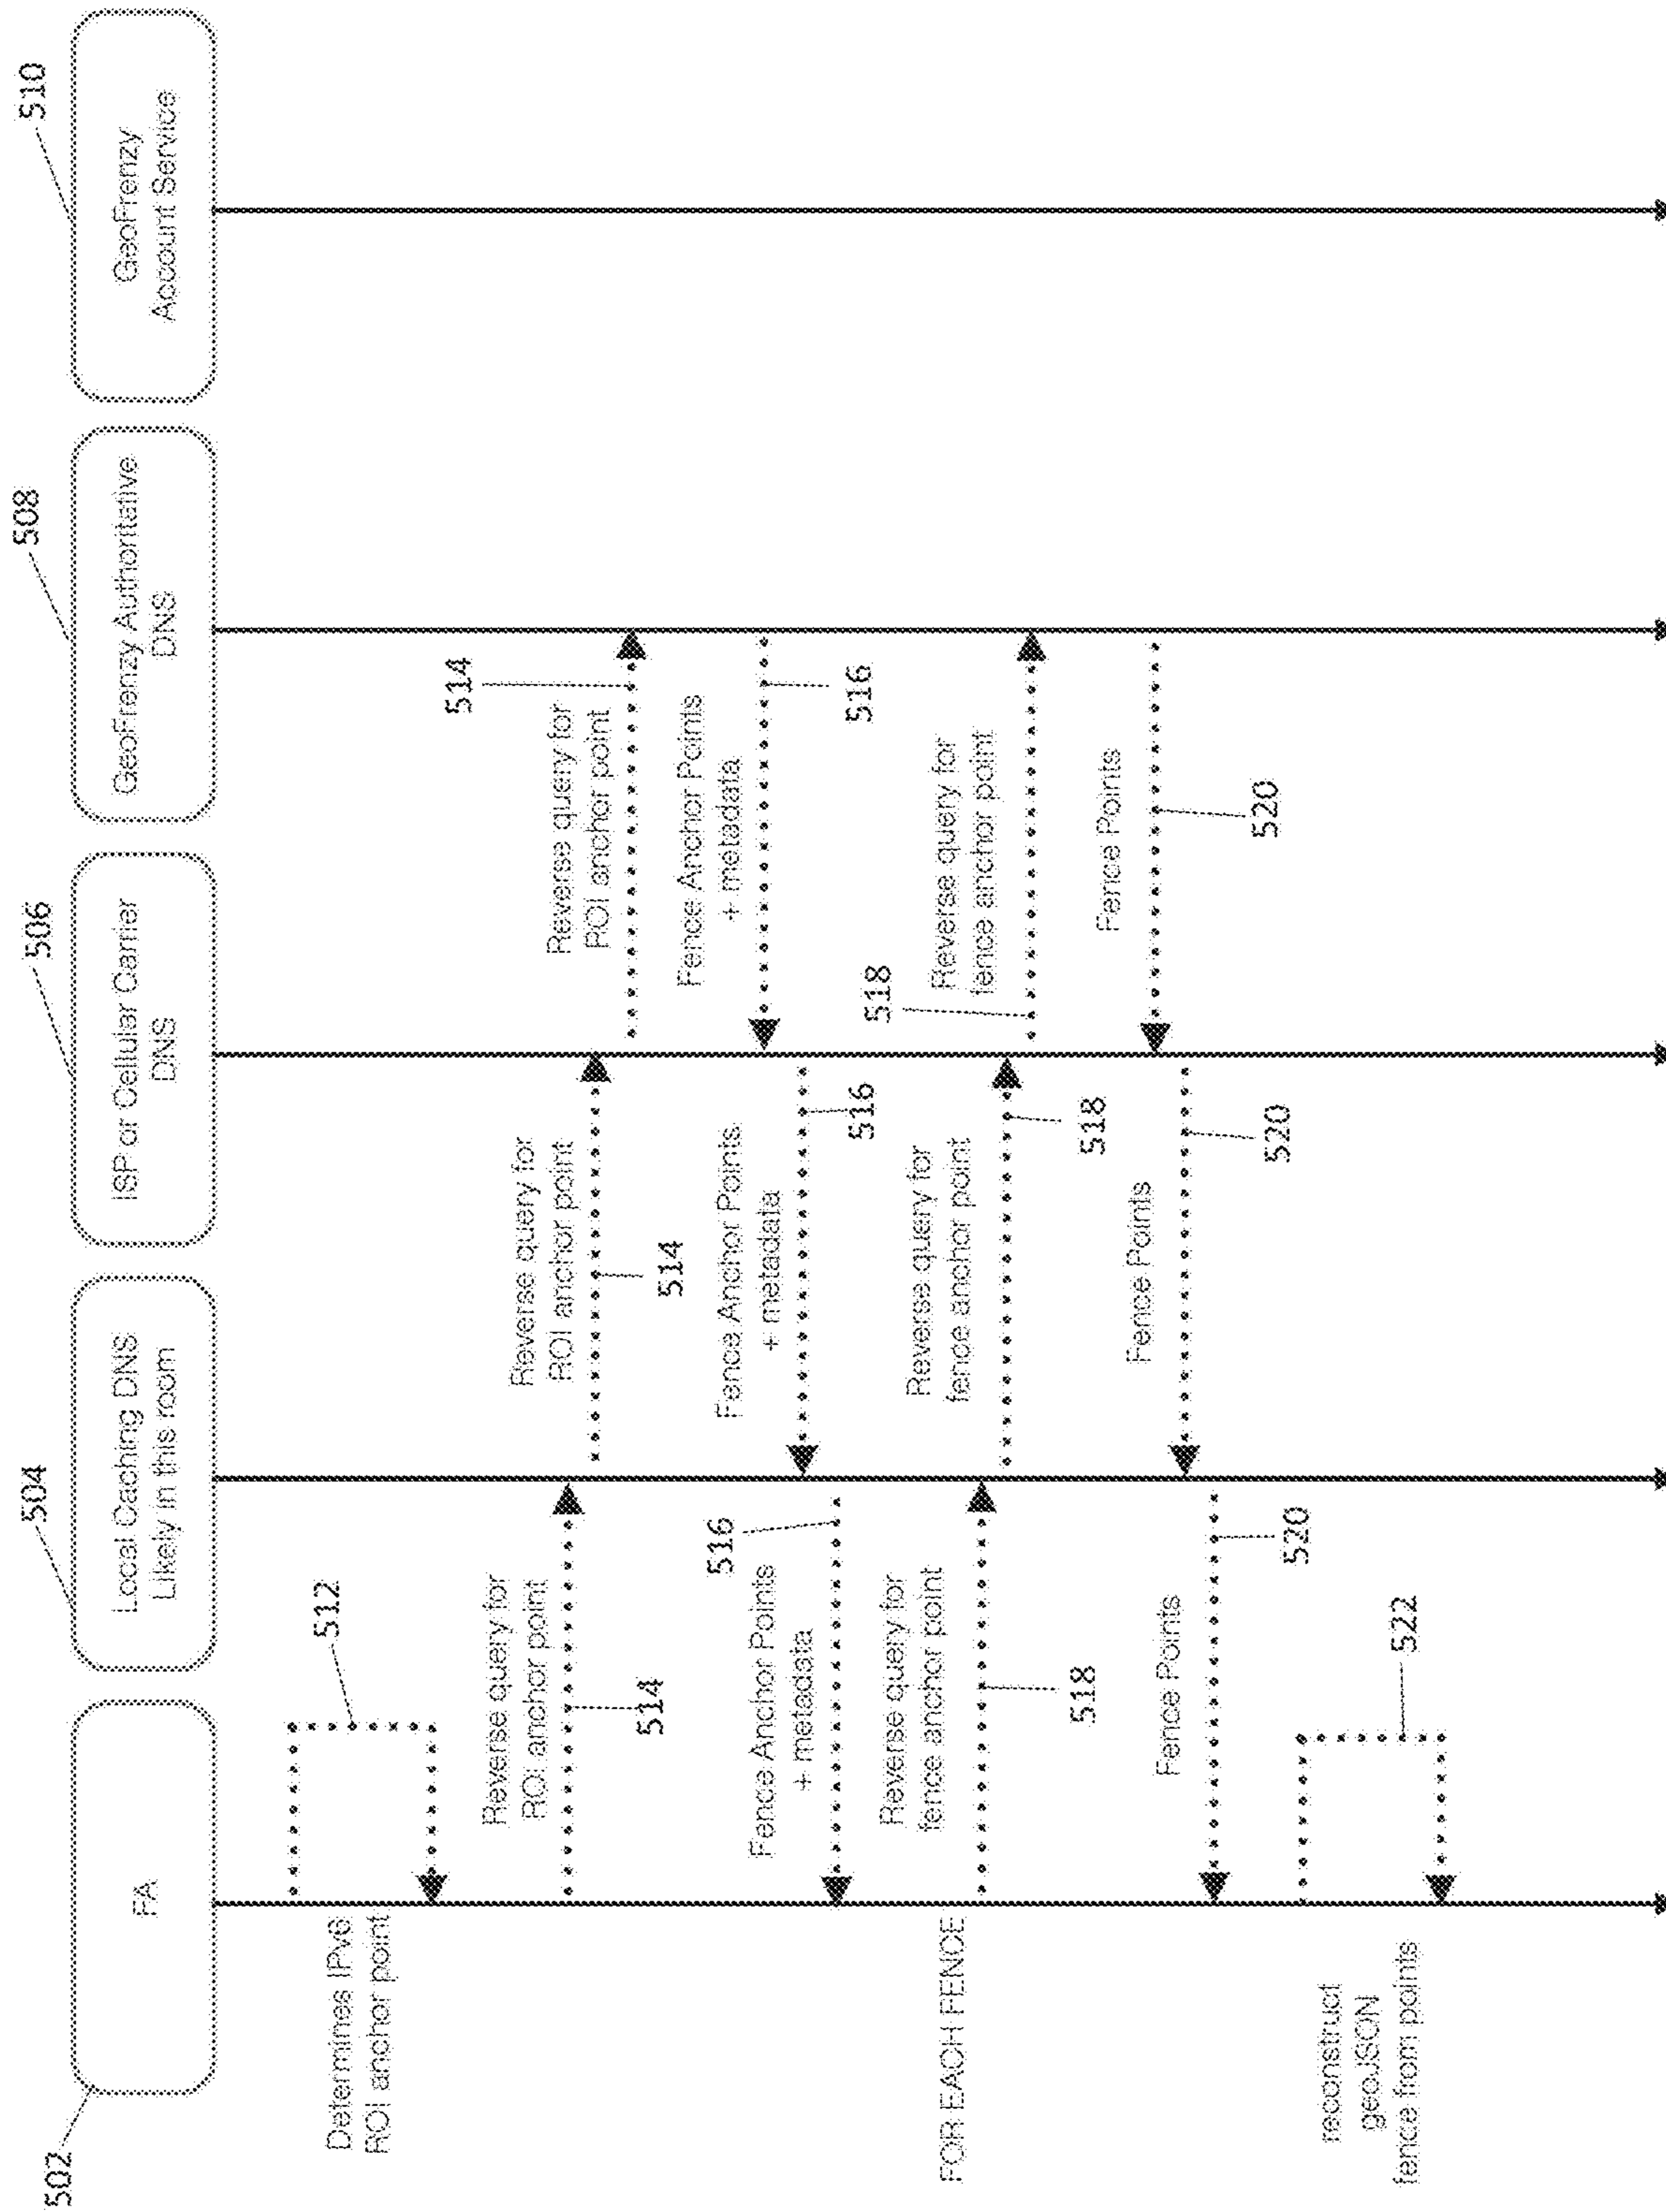 502
FA
504
Local Caching DNS
Likely in this room
506
ISP or Cellular Carrier
DNS
508
GeoFrenzy Authoritative
DNS
510
GeoFrenzy
Account Service
Determines IPv6
ROI anchor point
512
Reverse query for
ROI anchor point
514
Reverse query for
ROI anchor point
514
Reverse query for
ROI anchor point
514
Fence Anchor Points
+ metadata
516
Fence Anchor Points
+ metadata
516
Fence Anchor Points
+ metadata
516
FOR EACH FENCE
Reverse query for
fence anchor point
518
Reverse query for
fence anchor point
518
Reverse query for
fence anchor point
518
Fence Points
520
Fence Points
520
Fence Points
520
reconstruct
geoJSON
fence from points
522